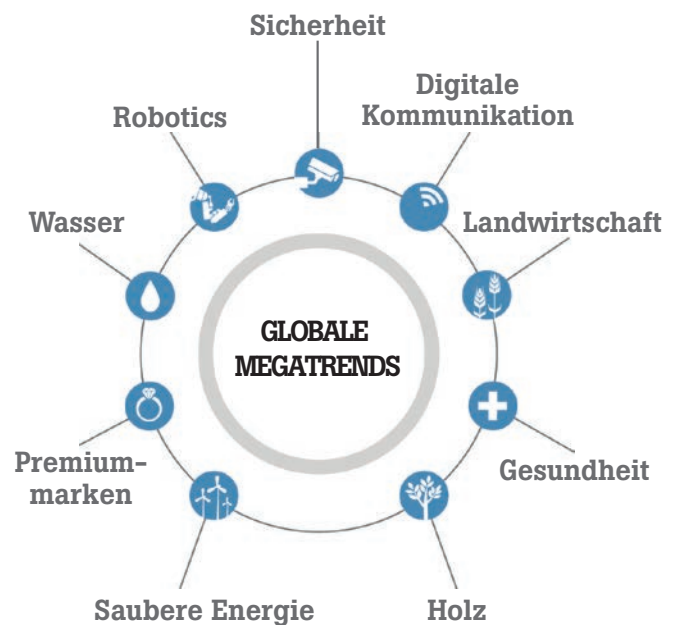 Sicherheit
Digitale
Kommunikation
Robotics
Wasser
Landwirtschaft
GLOBALE
MEGATRENDS
Premium-
marken
Gesundheit
Saubere Energie
Holz